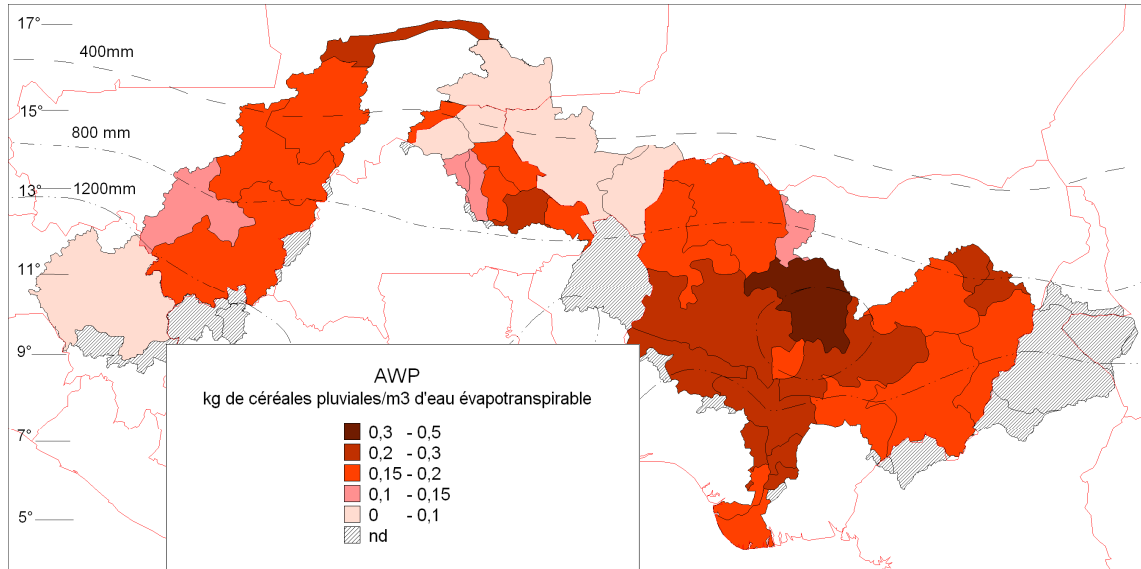 17°
400mm
15°
800 mm
13°
1200mm
11°
9°
7°
5°
AWP
kg de céréales pluviales/m3 d'eau évapotranspirable
0,3 - 0,5
0,2 - 0,3
0,15 - 0,2
0,1 - 0,15
0 - 0,1
nd